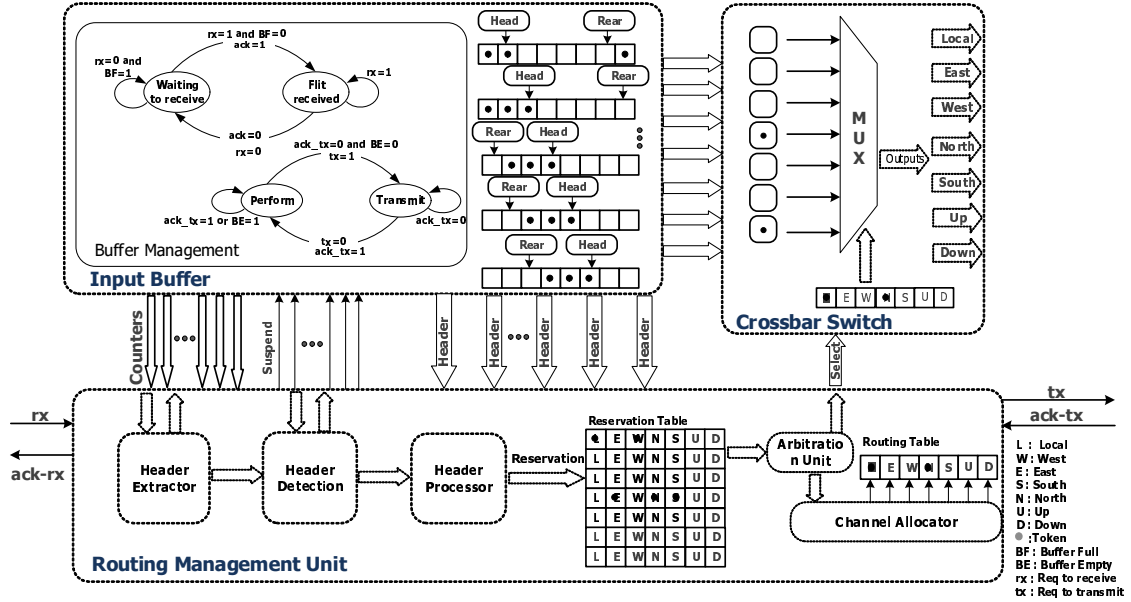 rx=1 and BF=0
ack=1
rx=0 and
BF=1
Waiting
to receive
Flit
received
rx=1
ack=0
rx=0
ack_tx=0 and BE=0
tx=1
Perform
Transmit
ack_tx=1 or BE=1
ack_tx=0
tx=0
ack_tx=1
Buffer Management
Input Buffer
Head
Rear
Head
Rear
Rear
Head
Rear
Head
Rear
Head
MUX
Outputs
Local
East
West
North
South
Up
Down
E W S U D
Crossbar Switch
Counters
Suspend
Header
Header
Header
Header
Header
Select
rx
ack-rx
tx
ack-tx
Header
Extractor
Header
Detection
Header
Processor
Reservation
Reservation Table
L E W N S U D
L E W N S U D
L E W N S U D
L E W N S U D
L E W N S U D
L E W N S U D
L E W N S U D
Arbitratio
n Unit
Routing Table
E W S U D
Channel Allocator
Routing Management Unit
L : Local
W : West
E : East
S : South
N : North
U : Up
D : Down
:Token
BF : Buffer Full
BE : Buffer Empty
rx : Req to receive
tx : Req to transmit